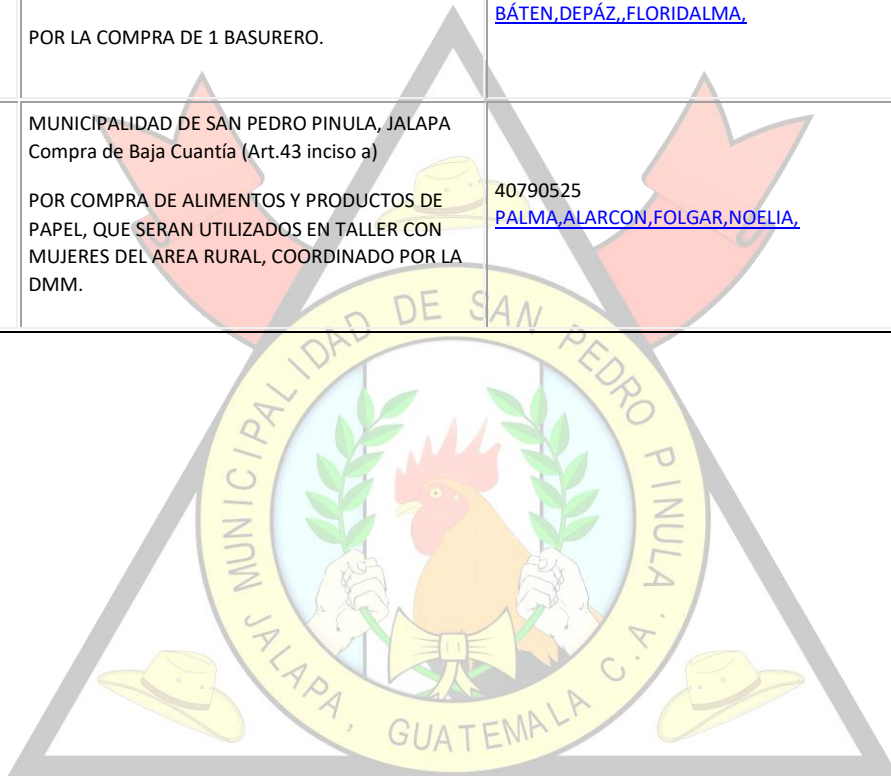 POR LA COMPRA DE 1 BASURERO.
BÁTEN,DEPÁZ,,FLORIDALMA,
MUNICIPALIDAD DE SAN PEDRO PINULA, JALAPA
Compra de Baja Cuantía (Art.43 inciso a)
POR COMPRA DE ALIMENTOS Y PRODUCTOS DE
PAPEL, QUE SERAN UTILIZADOS EN TALLER CON
MUJERES DEL AREA RURAL, COORDINADO POR LA
DMM.
40790525
PALMA,ALARCON,FOLGAR,NOELIA,
MUNICIPALIDAD DE SAN PEDRO PINULA.
JALAPA, GUATEMALA C.A.